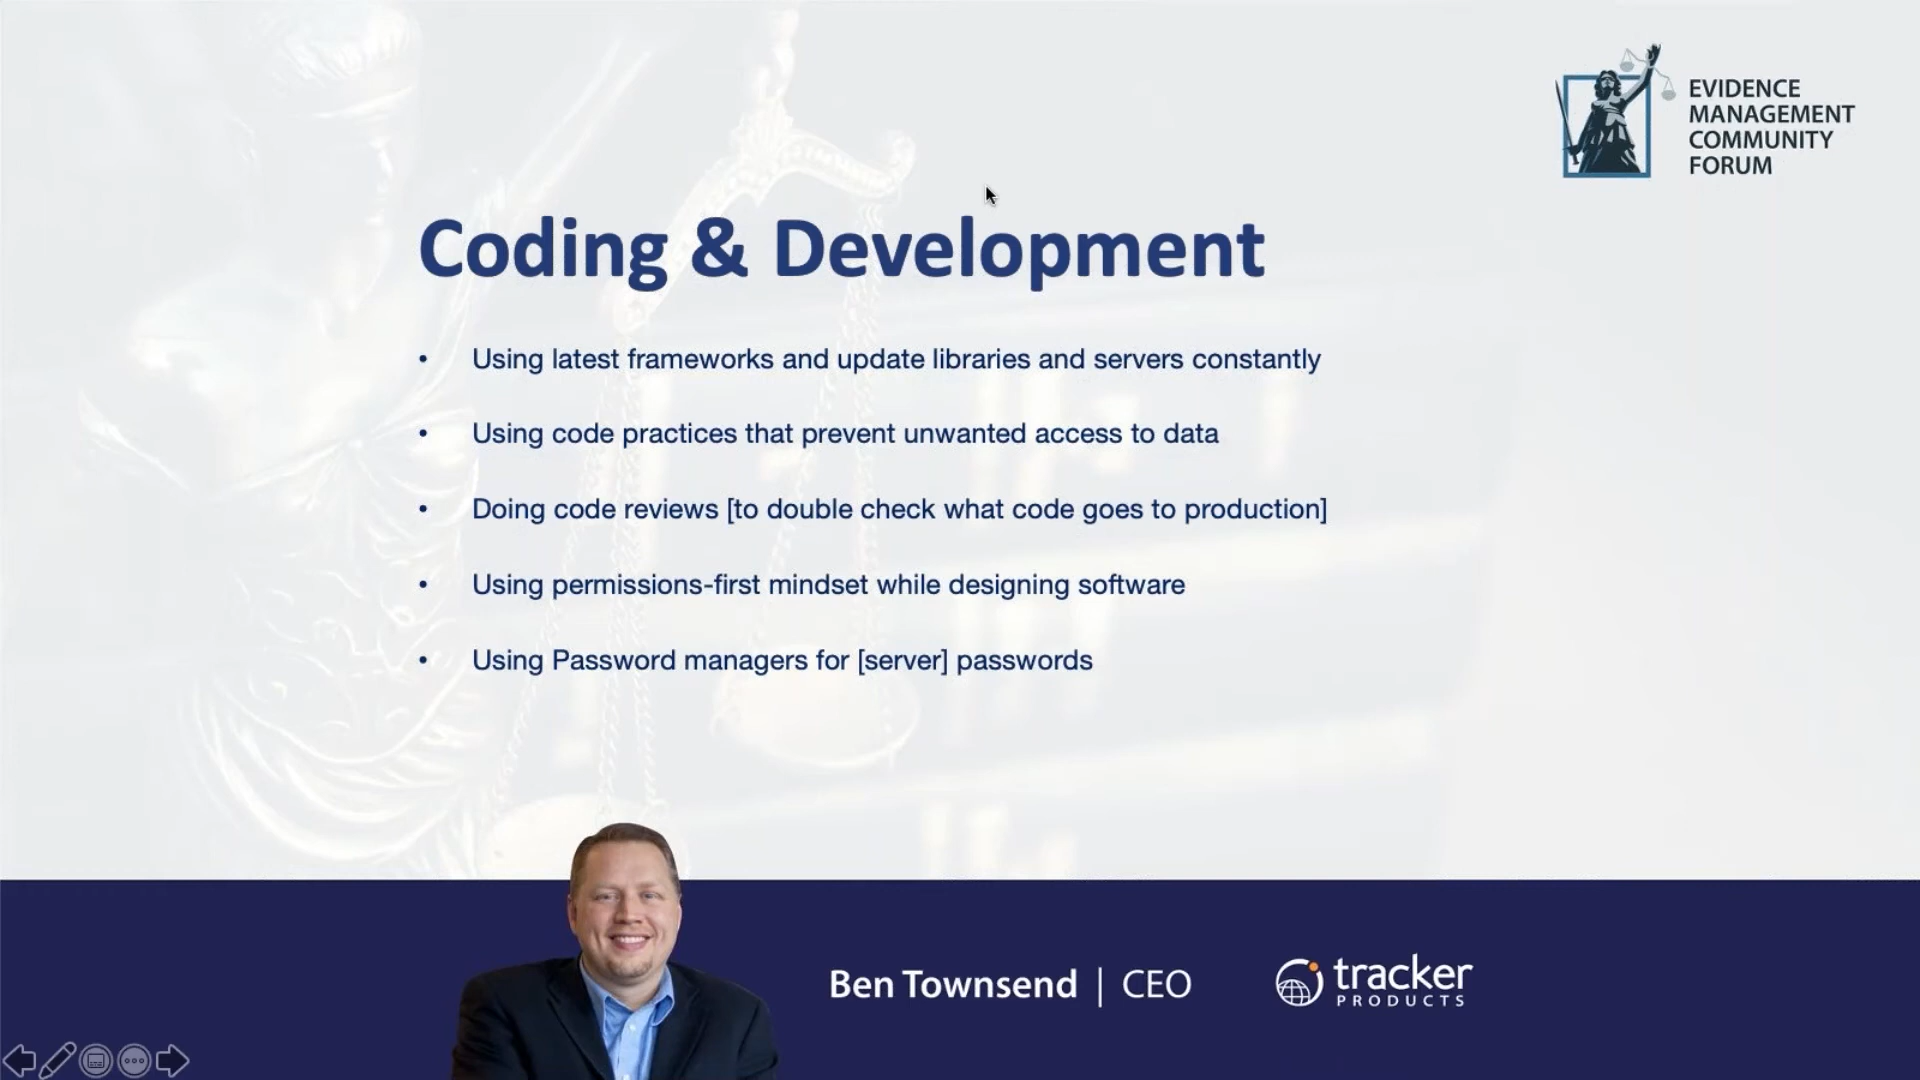 EVIDENCE
MANAGEMENT
COMMUNITY
FORUM
Coding & Development
• Using latest frameworks and update libraries and servers constantly
• Using code practices that prevent unwanted access to data
• Doing code reviews [to double check what code goes to production]
• Using permissions-first mindset while designing software
• Using Password managers for [server] passwords
Ben Townsend | CEO
tracker
PRODUCTS